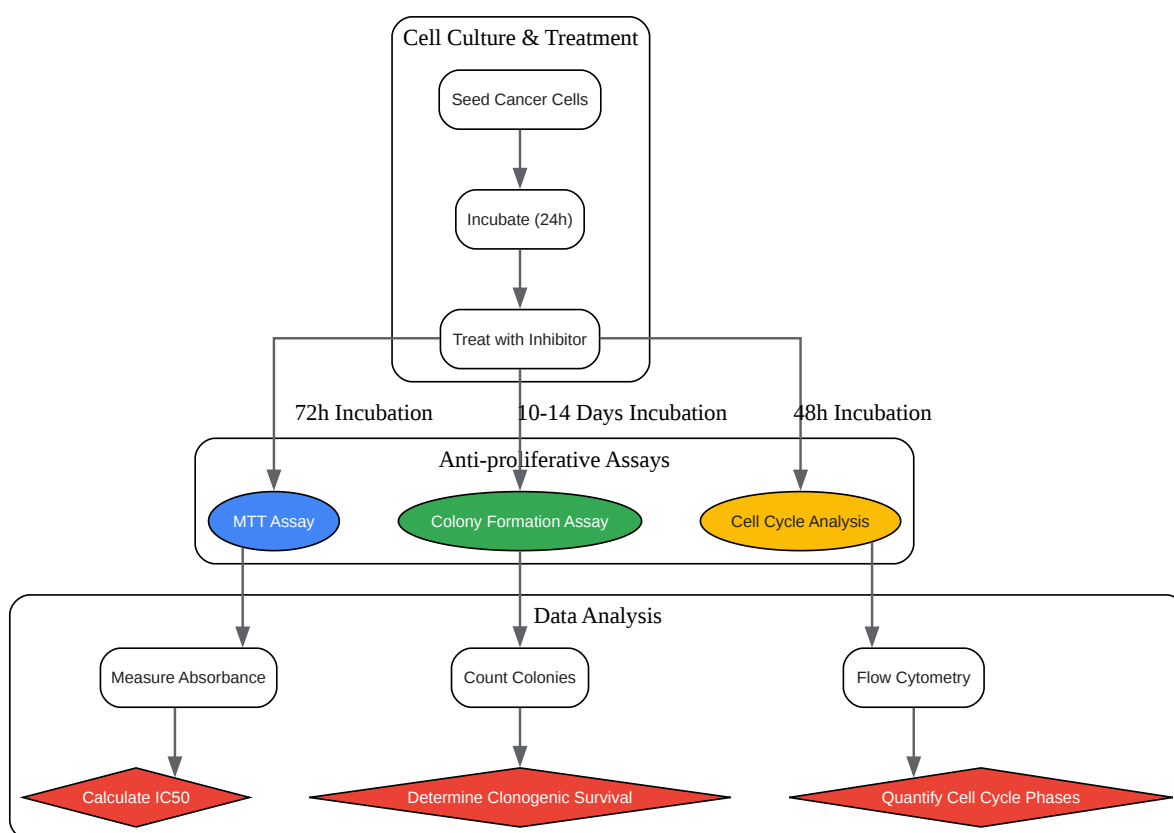 Cell Culture & Treatment
Seed Cancer Cells
Incubate (24h)
Treat with Inhibitor
72h Incubation
10-14 Days Incubation
48h Incubation
Anti-proliferative Assays
MTT Assay
Colony Formation Assay
Cell Cycle Analysis
Data Analysis
Measure Absorbance
Count Colonies
Flow Cytometry
Calculate IC50
Determine Clonogenic Survival
Quantify Cell Cycle Phases